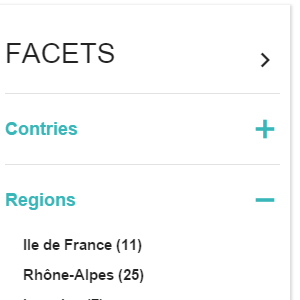 FACETS
Contries
Regions
Ile de France (11)
Rhône-Alpes (25)